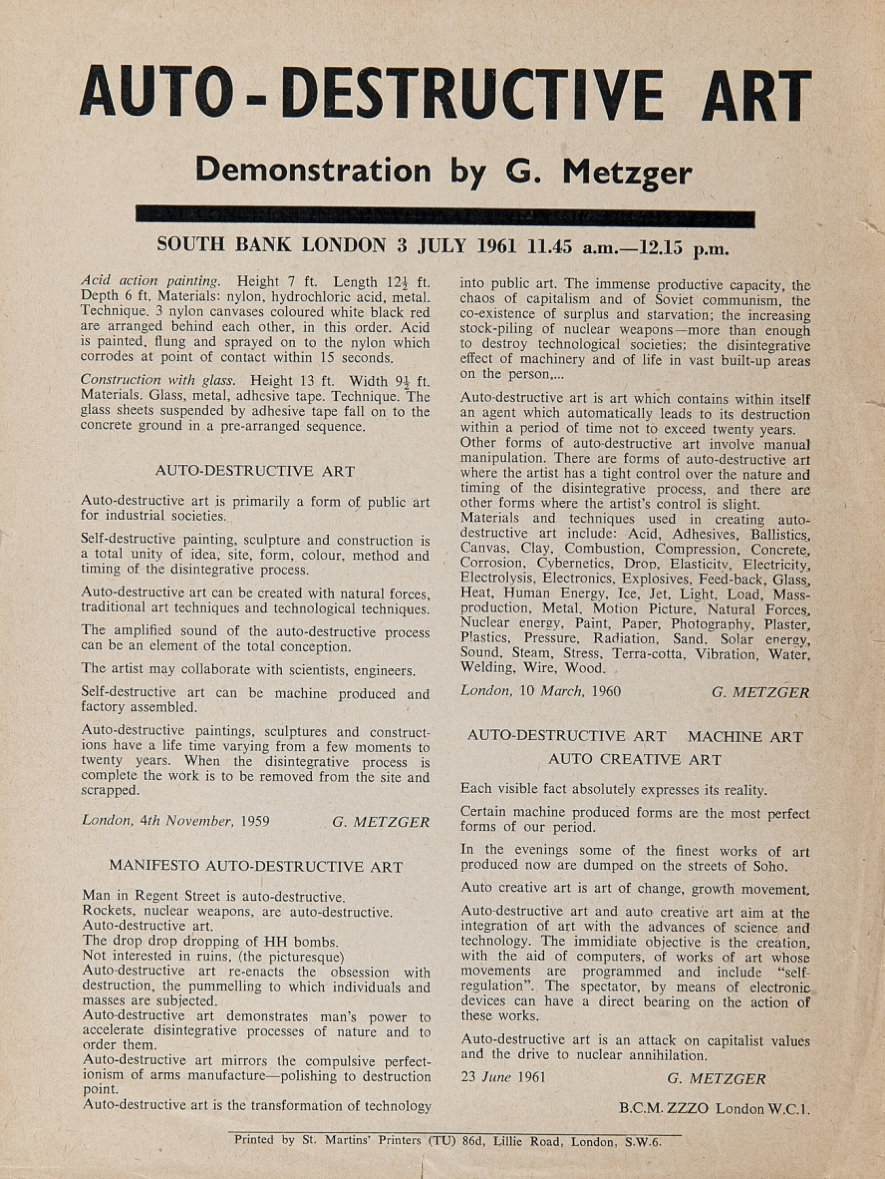 AUTO-DESTRUCTIVE ART
Demonstration by G. Metzger
SOUTH BANK LONDON 3 JULY 1961 11.45 a.m.—12.15 p.m.
Acid action painting. Height 7 ft. Length 12½ ft.
Depth 6 ft. Materials: nylon, hydrochloric acid, metal.
Technique. 3 nylon canvases coloured white black red
are arranged behind each other, in this order. Acid
is painted, flung and sprayed on to the nylon which
corrodes at point of contact within 15 seconds.
Construction with glass. Height 13 ft. Width 9½ ft.
Materials. Glass, metal, adhesive tape. Technique. The
glass sheets suspended by adhesive tape fall on to the
concrete ground in a pre-arranged sequence.
AUTO-DESTRUCTIVE ART
Auto-destructive art is primarily a form of public art
for industrial societies.
Self-destructive painting, sculpture and construction is
a total unity of idea, site, form, colour, method and
timing of the disintegrative process.
Auto-destructive art can be created with natural forces,
traditional art techniques and technological techniques.
The amplified sound of the auto-destructive process
can be an element of the total conception.
The artist may collaborate with scientists, engineers.
Self-destructive art can be machine produced and
factory assembled.
Auto-destructive paintings, sculptures and construct-
ions have a life time varying from a few moments to
twenty years. When the disintegrative process is
complete the work is to be removed from the site and
scrapped.
London, 4th November, 1959 G. METZGER
MANIFESTO AUTO-DESTRUCTIVE ART
Man in Regent Street is auto-destructive.
Rockets, nuclear weapons, are auto-destructive.
Auto-destructive art.
The drop drop dropping of HH bombs.
Not interested in ruins, (the picturesque)
Auto-destructive art re-enacts the obsession with
destruction, the pummelling to which individuals and
masses are subjected.
Auto-destructive art demonstrates man's power to
accelerate disintegrative processes of nature and to
order them.
Auto-destructive art mirrors the compulsive perfect-
ionism of arms manufacture—polishing to destruction
point.
Auto-destructive art is the transformation of technology
into public art. The immense productive capacity, the
chaos of capitalism and of Soviet communism, the
co-existence of surplus and starvation; the increasing
stock-piling of nuclear weapons—more than enough
to destroy technological societies; the disintegrative
effect of machinery and of life in vast built-up areas
on the person,...
Auto-destructive art is art which contains within itself
an agent which automatically leads to its destruction
within a period of time not to exceed twenty years.
Other forms of auto-destructive art involve manual
manipulation. There are forms of auto-destructive art
where the artist has a tight control over the nature and
timing of the disintegrative process, and there are
other forms where the artist's control is slight.
Materials and techniques used in creating auto-
destructive art include: Acid, Adhesives, Ballistics,
Canvas, Clay, Combustion, Compression, Concrete,
Corrosion, Cybernetics, Drop, Elasticity, Electricity,
Electrolysis, Electronics, Explosives, Feed-back, Glass,
Heat, Human Energy, Ice, Jet, Light, Load, Mass-
production, Metal, Motion Picture, Natural Forces,
Nuclear energy, Paint, Paper, Photography, Plaster,
Plastics, Pressure, Radiation, Sand, Solar energy,
Sound, Steam, Stress, Terra-cotta, Vibration, Water,
Welding, Wire, Wood.
London, 10 March, 1960 G. METZGER
AUTO-DESTRUCTIVE ART MACHINE ART
AUTO CREATIVE ART
Each visible fact absolutely expresses its reality.
Certain machine produced forms are the most perfect
forms of our period.
In the evenings some of the finest works of art
produced now are dumped on the streets of Soho.
Auto creative art is art of change, growth movement.
Auto-destructive art and auto creative art aim at the
integration of art with the advances of science and
technology. The immidiate objective is the creation,
with the aid of computers, of works of art whose
movements are programmed and include “self-
regulation”. The spectator, by means of electronic
devices can have a direct bearing on the action of
these works.
Auto-destructive art is an attack on capitalist values
and the drive to nuclear annihilation.
23 June 1961 G. METZGER
B.C.M. ZZZO London W.C.1.
Printed by St. Martins' Printers (TU) 86d, Lillie Road, London, S.W.6.